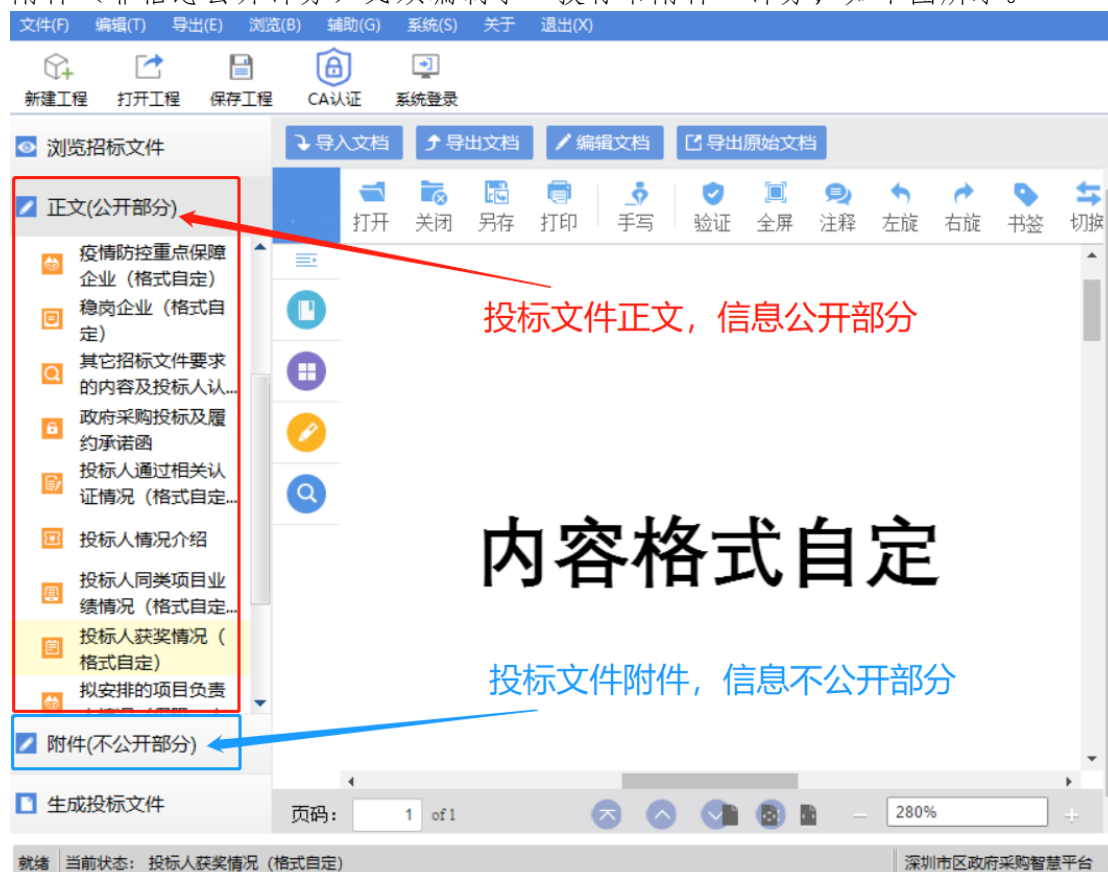 文件(F) 编辑(T) 导出(E) 浏览(B) 辅助(G) 系统(S) 关于 退出(X)
新建工程 打开工程 保存工程 CA认证 系统登录
浏览招标文件
导入文档 导出文档 编辑文档 导出原始文档
正文(公开部分)
打开 关闭 另存 打印 手写 验证 全屏 注释 左旋 右旋 书签 切换
疫情防控重点保障
企业（格式自定）
稳岗企业（格式自
定）
其它招标文件要求
的内容及投标人认...
政府采购投标及履
约承诺函
投标人通过相关认
证情况（格式自定...
投标人情况介绍
投标人同类项目业
绩情况（格式自定...
投标人获奖情况（
格式自定）
拟安排的项目负责
投标文件正文，信息公开部分
内容格式自定
投标文件附件，信息不公开部分
附件(不公开部分)
生成投标文件
页码： 1 of 1 280%
就绪 当前状态： 投标人获奖情况（格式自定） 深圳市区政府采购智慧平台